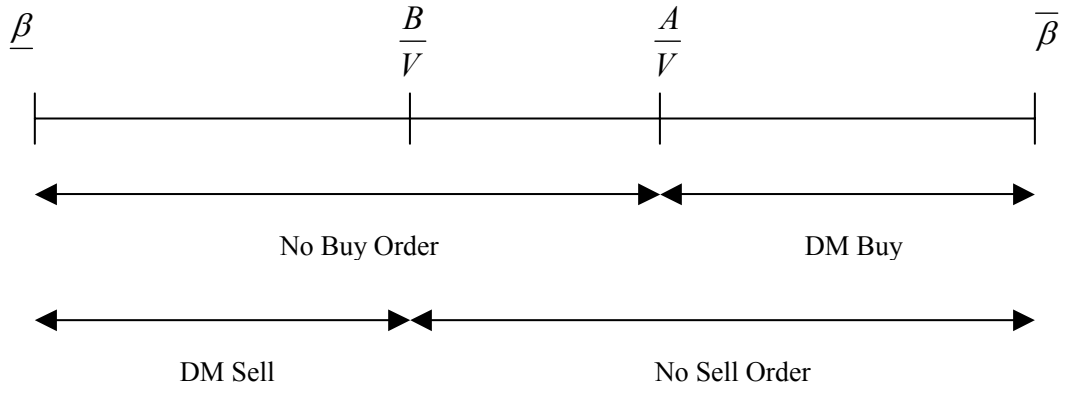 β B/V A/V β̅
No Buy Order DM Buy
DM Sell No Sell Order